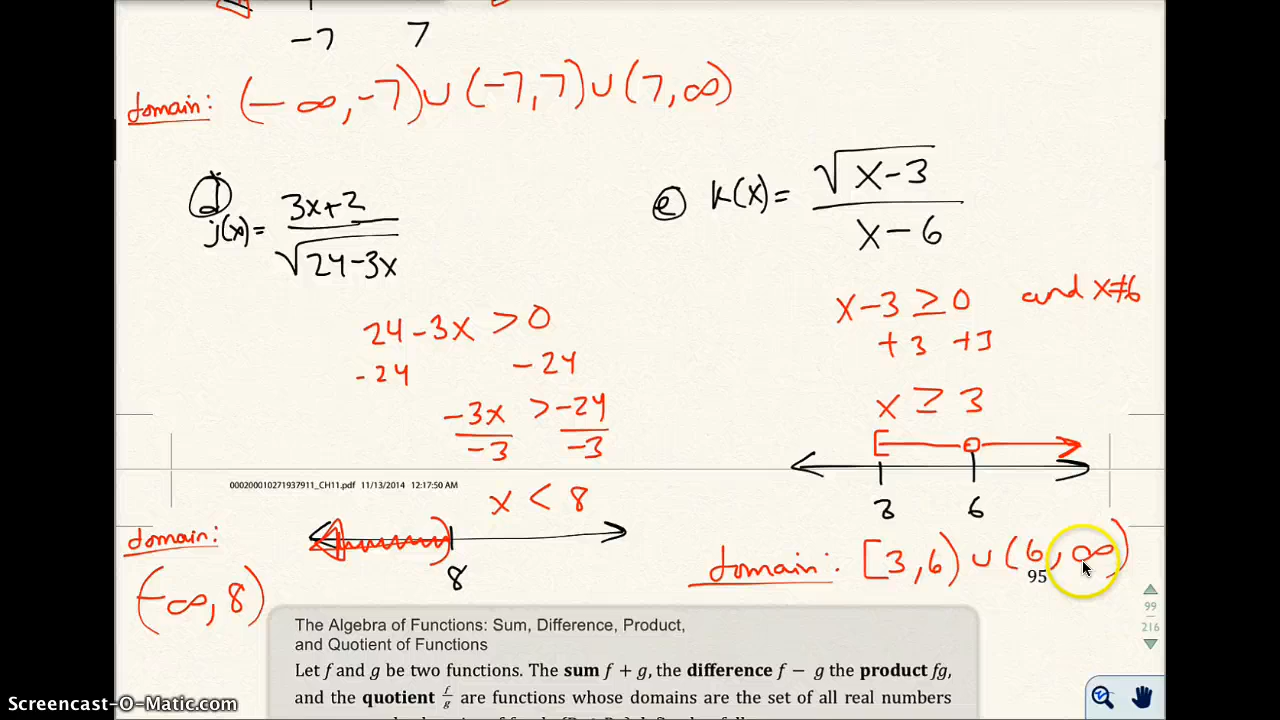 -7 7
domain: (-∞,-7)∪(-7,7)∪(7,∞)
ⓓ
j(x)= 3x+2 / √24-3x
24-3x > 0
-24 -24
-3x > -24
-3 -3
x < 8
8
domain:
(-∞, 8)
ⓔ k(x)= √x-3 / x-6
x-3 ≥ 0 and x≠6
+3 +3
x ≥ 3
3 6
domain: [3,6) ∪ (6,∞)
000200010271937911_CH11.pdf 11/13/2014 12:17:50 AM
95
99
216
The Algebra of Functions: Sum, Difference, Product,
and Quotient of Functions
Let f and g be two functions. The sum f + g, the difference f − g the product fg,
and the quotient f/g are functions whose domains are the set of all real numbers
Screencast-O-Matic.com